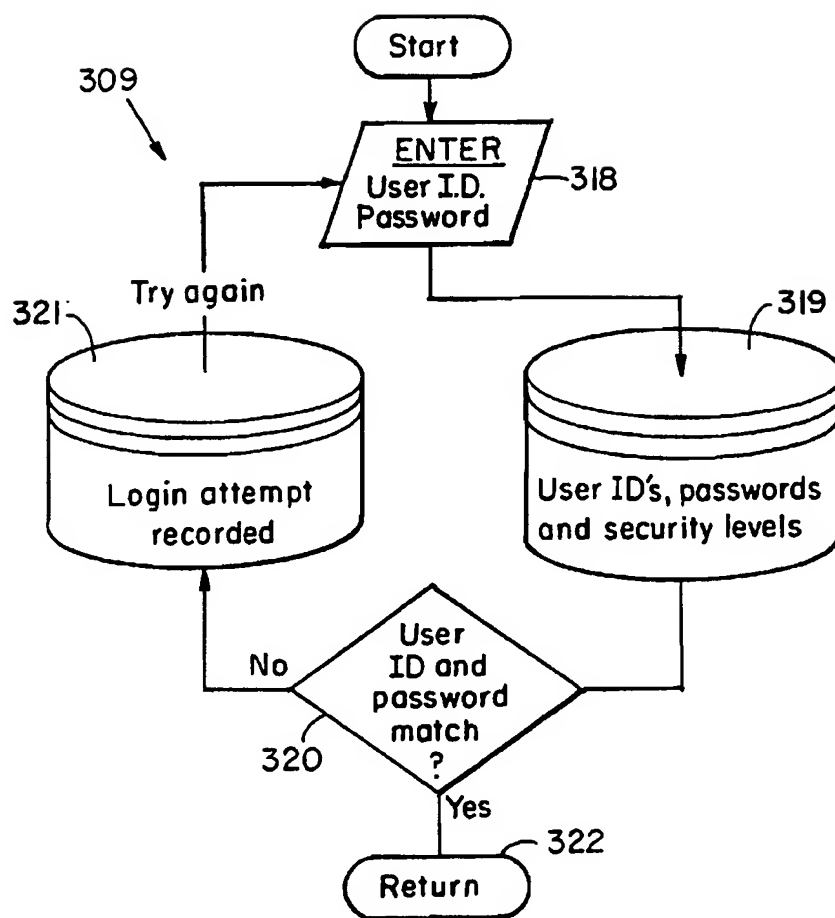 Start
309
ENTER
User I.D.
Password
318
Try again
321
319
Login attempt
recorded
User ID's, passwords
and security levels
No
User
ID and
password
match
?
320
Yes
322
Return